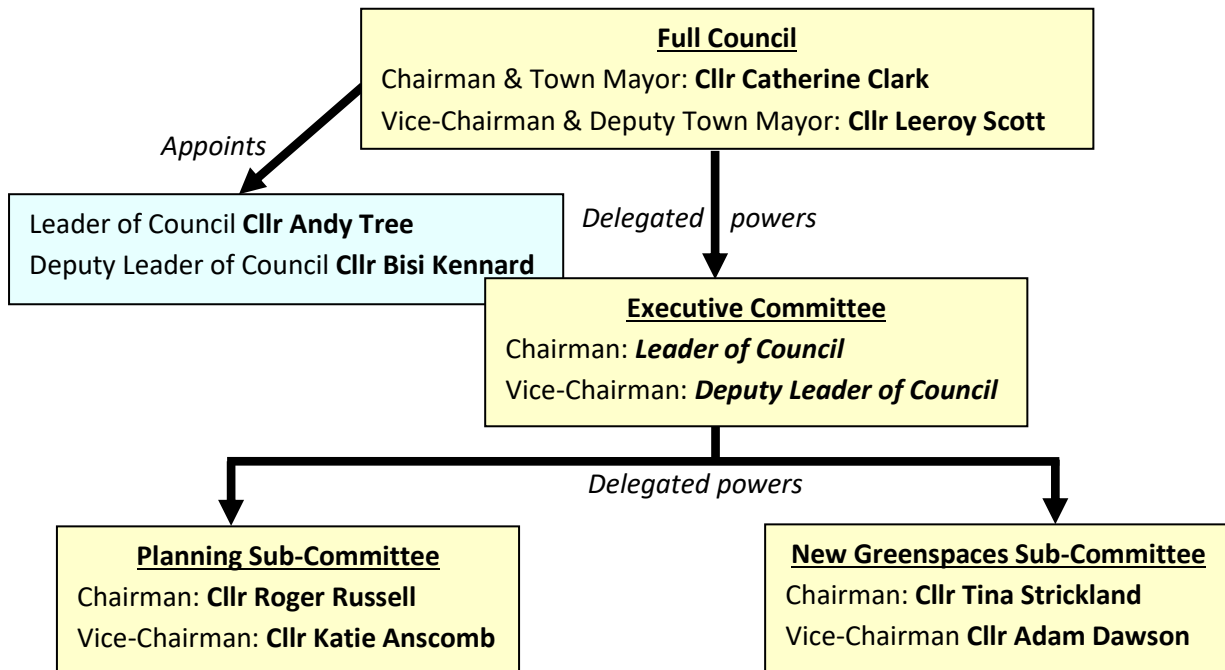 Full Council
Chairman & Town Mayor: Cllr Catherine Clark
Vice-Chairman & Deputy Town Mayor: Cllr Leeroy Scott
Appoints
Leader of Council Cllr Andy Tree
Deputy Leader of Council Cllr Bisi Kennard
Delegated powers
Executive Committee
Chairman: Leader of Council
Vice-Chairman: Deputy Leader of Council
Delegated powers
Planning Sub-Committee
Chairman: Cllr Roger Russell
Vice-Chairman: Cllr Katie Anscomb
New Greenspaces Sub-Committee
Chairman: Cllr Tina Strickland
Vice-Chairman Cllr Adam Dawson